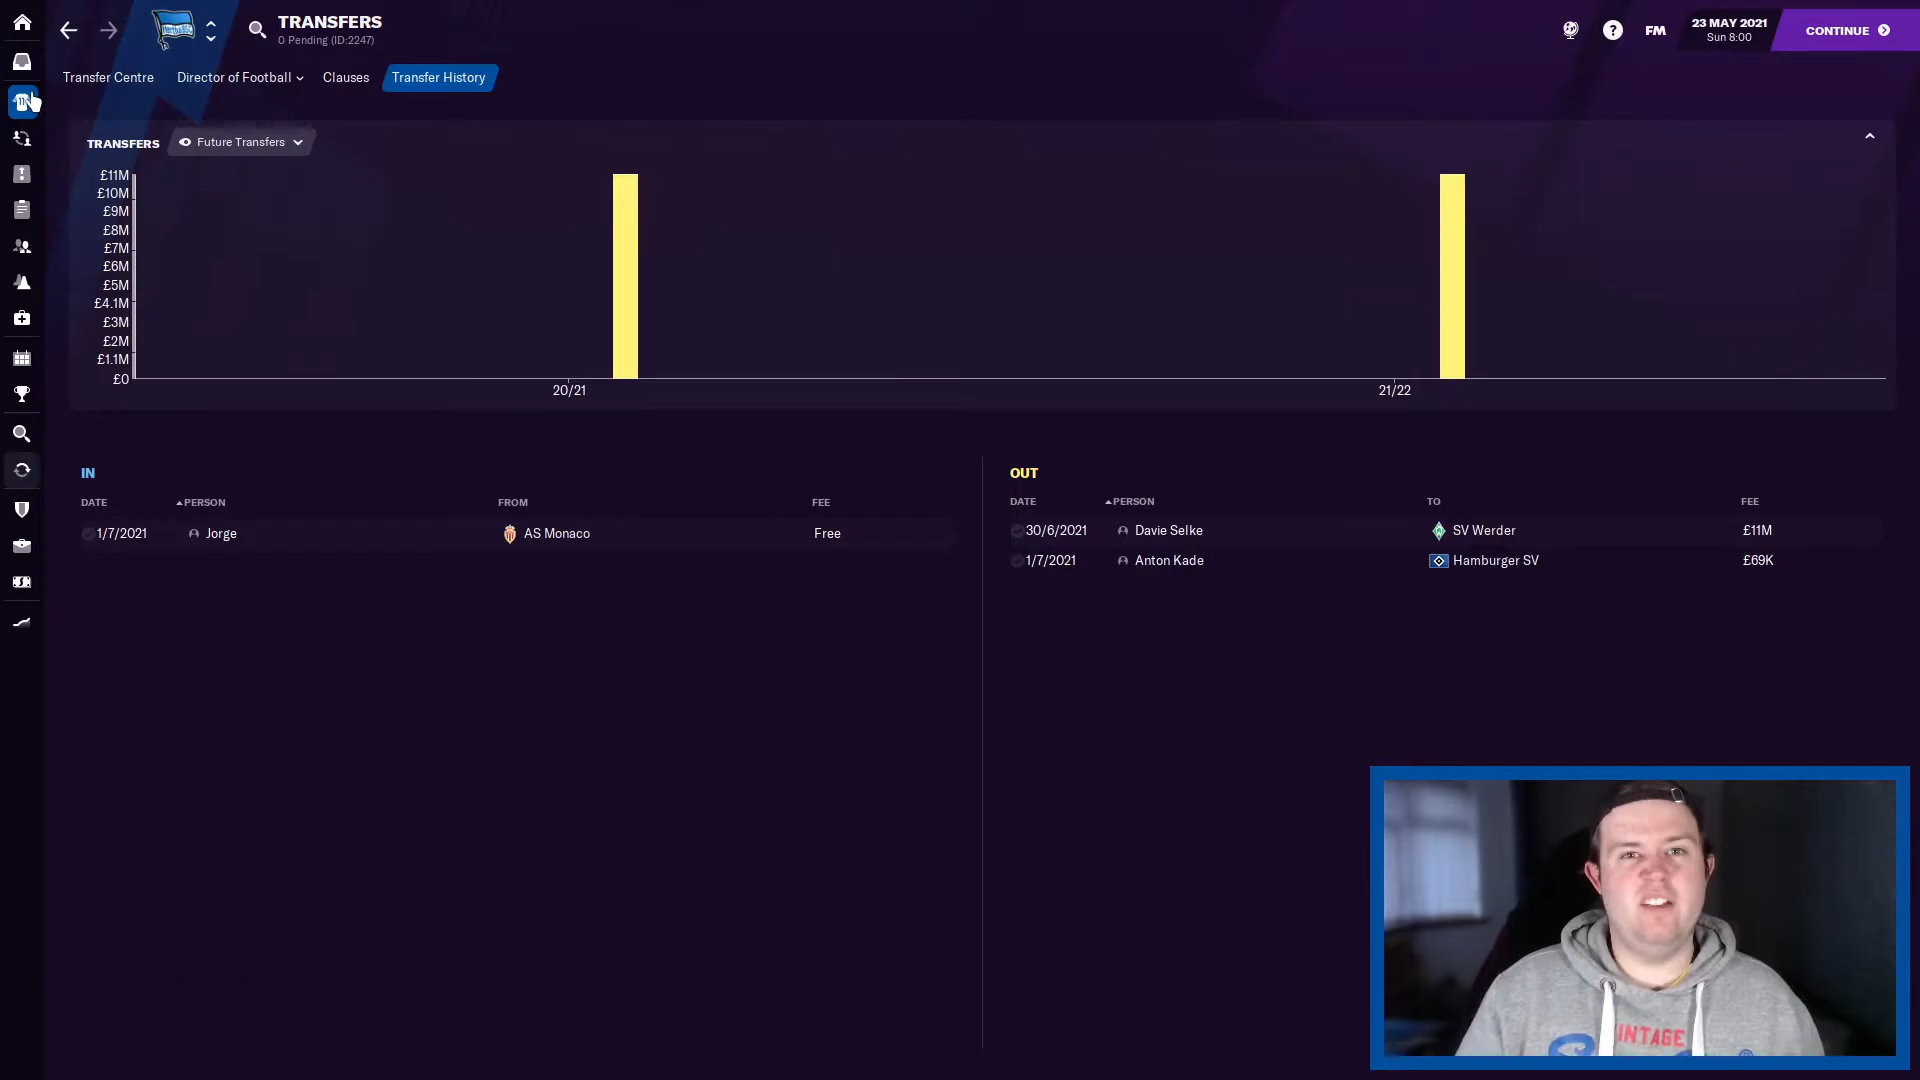 TRANSFERS
0 Pending (ID:2247)
FM
23 MAY 2021
Sun 8:00
CONTINUE
Transfer Centre
Director of Football
Clauses
Transfer History
TRANSFERS
Future Transfers
£11M
£10M
£9M
£8M
£7M
£6M
£5M
£4.1M
£3M
£2M
£1.1M
£0
20/21
21/22
IN
DATE PERSON FROM FEE
1/7/2021 Jorge AS Monaco Free
OUT
DATE PERSON TO FEE
30/6/2021 Davie Selke SV Werder £11M
1/7/2021 Anton Kade Hamburger SV £69K
INTAGE